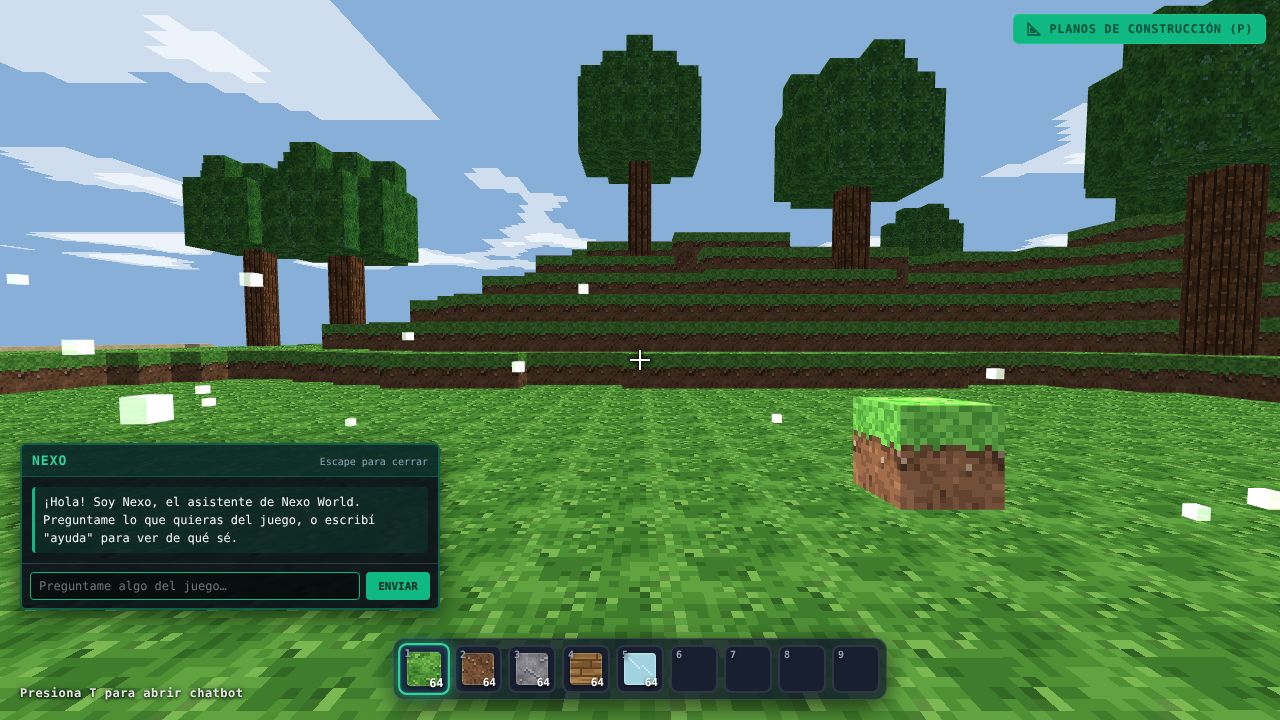 PLANOS DE CONSTRUCCIÓN (P)
NEXO
Escape para cerrar
¡Hola! Soy Nexo, el asistente de Nexo World.
Preguntame lo que quieras del juego, o escribí
"ayuda" para ver de qué sé.
Preguntame algo del juego…
ENVIAR
1 2 3 4 5 6 7 8 9
64 64 64 64 64
Presiona T para abrir chatbot